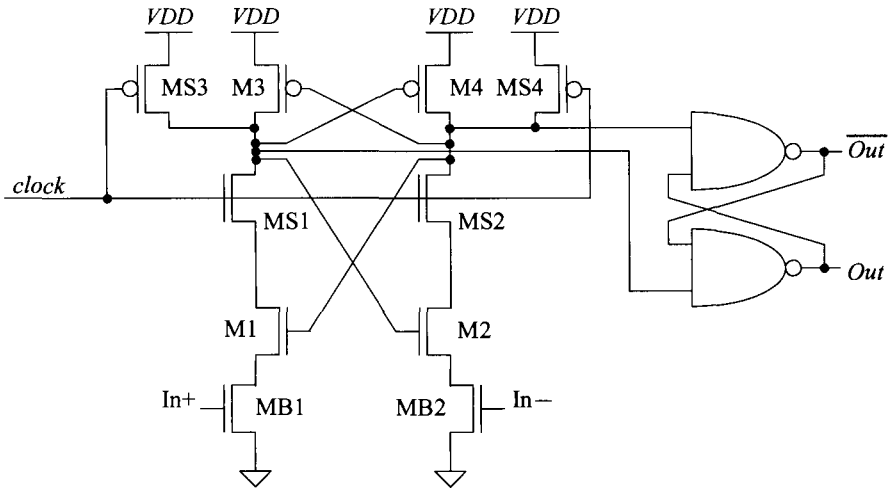 VDD VDD VDD VDD
MS3 M3 M4 MS4
Out
clock
MS1 MS2
Out
M1 M2
In+ MB1 MB2 In−